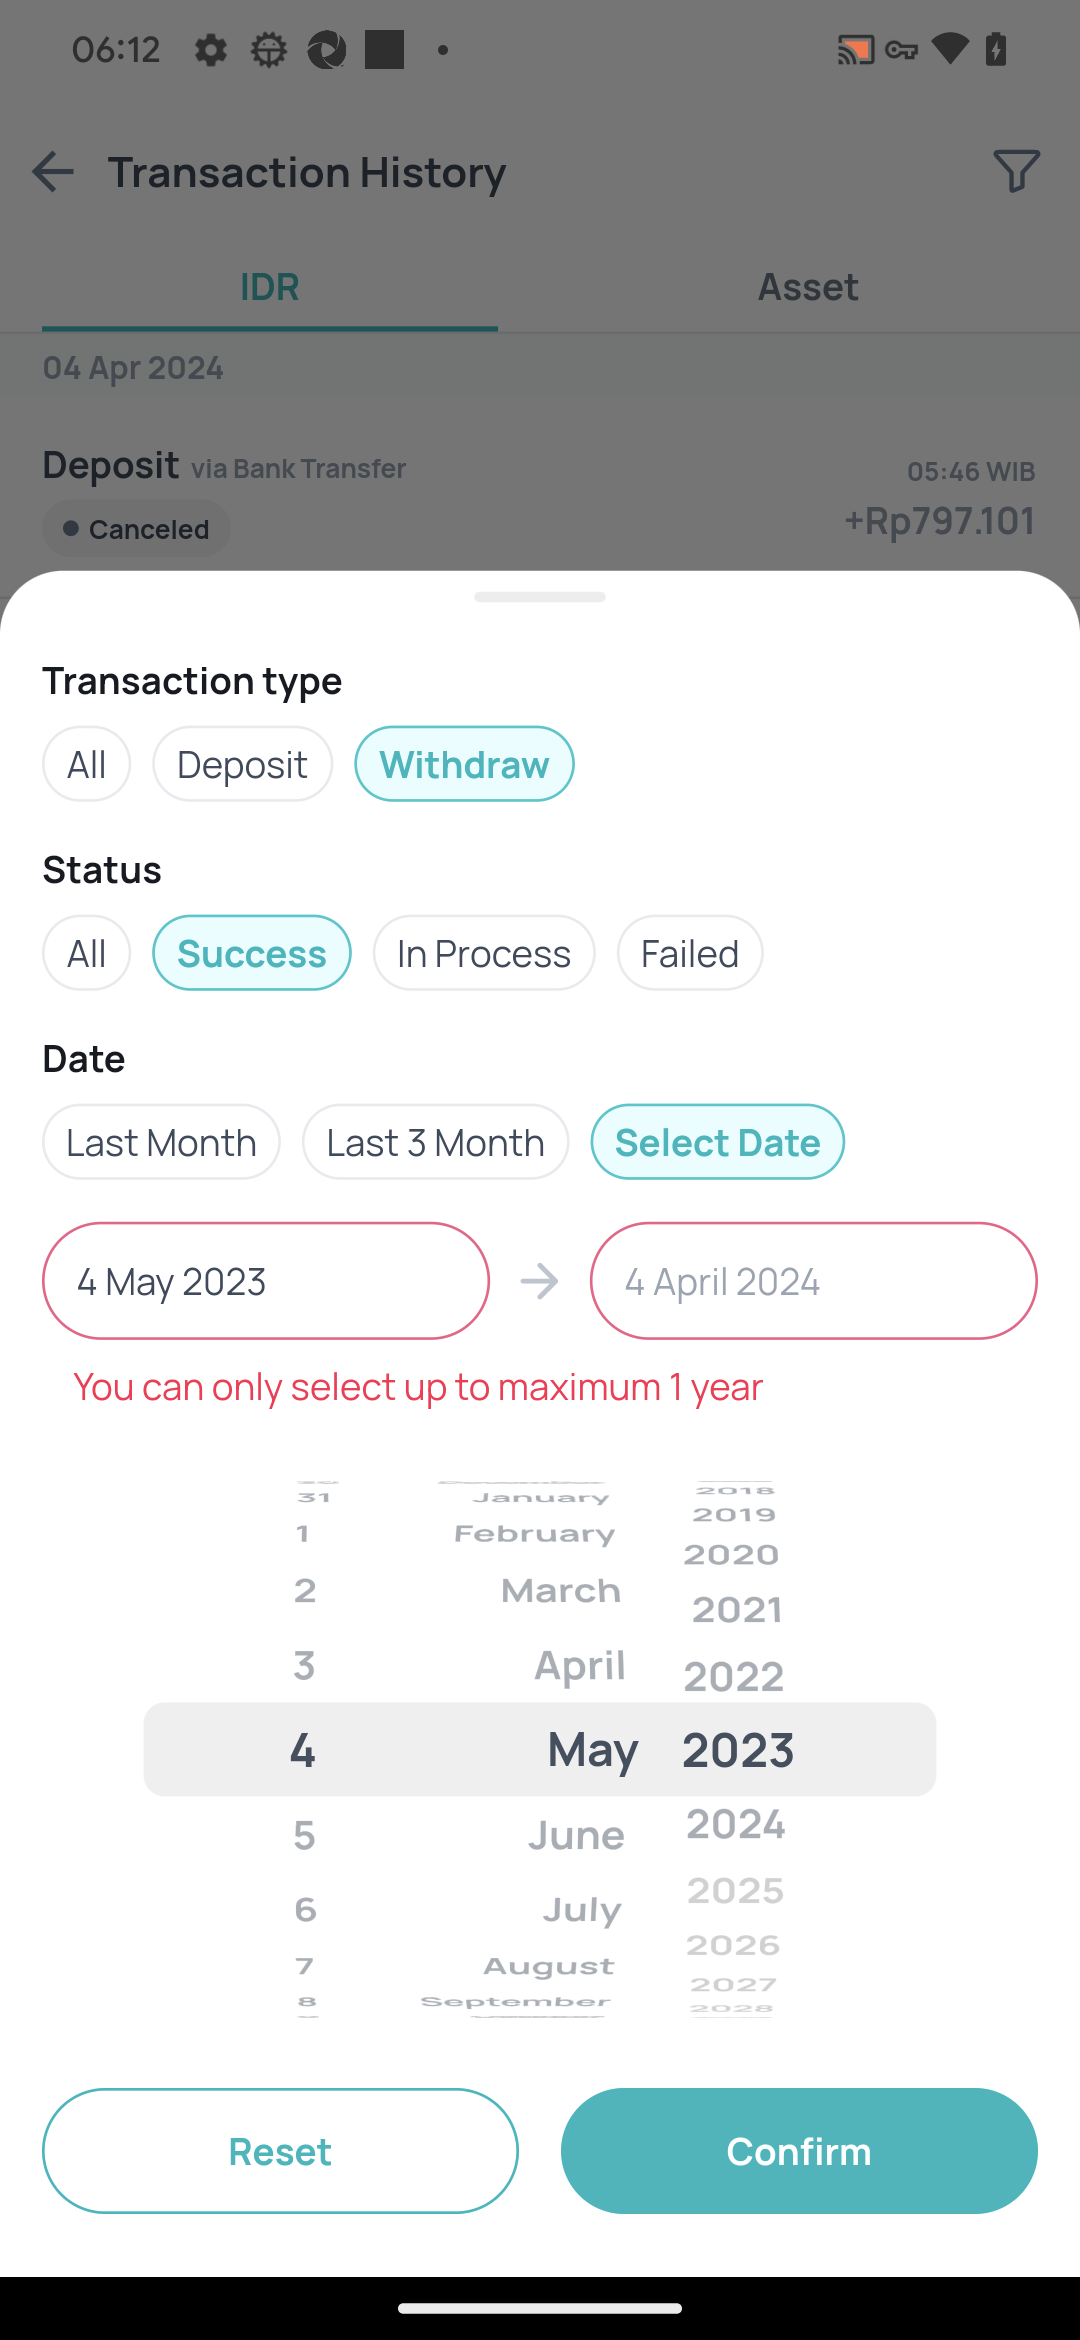 06:12
Transaction History
IDR Asset
04 Apr 2024
Deposit via Bank Transfer 05:46 WIB
Canceled +Rp797.101
Transaction type
All Deposit Withdraw
Status
All Success In Process Failed
Date
Last Month Last 3 Month Select Date
4 May 2023 4 April 2024
You can only select up to maximum 1 year
31 January 2018
2019
1 February 2020
2 March 2021
3 April 2022
4 May 2023
5 June 2024
2025
6 July 2026
7 August 2027
8 September 2028
Reset Confirm